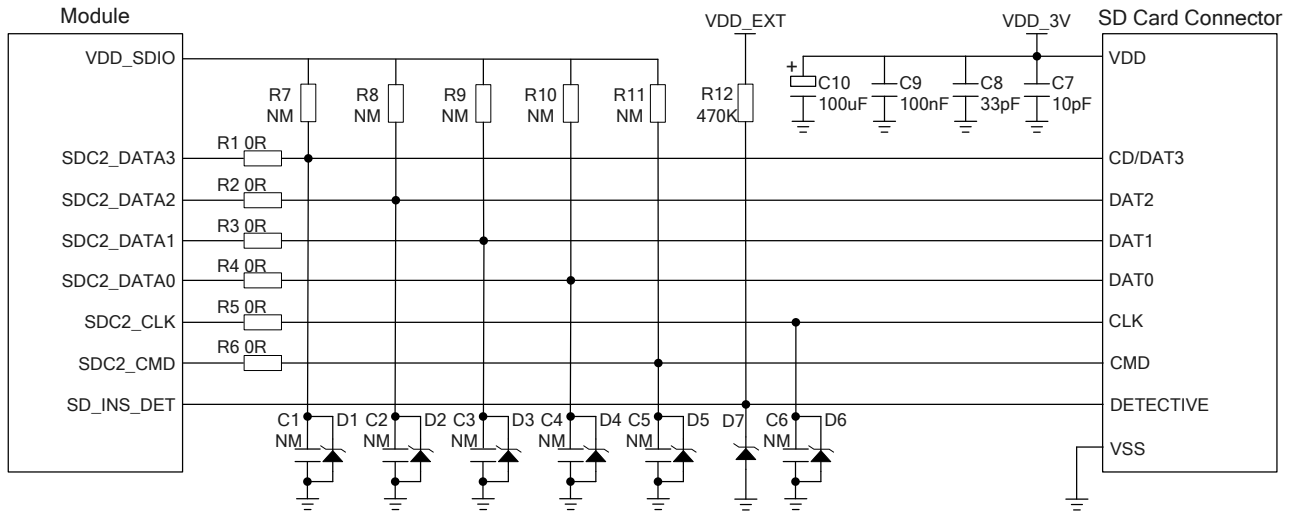 Module
VDD_EXT
VDD_3V
SD Card Connector
VDD_SDIO
VDD
R7
NM
R8
NM
R9
NM
R10
NM
R11
NM
R12
470K
+
C10
100uF
C9
100nF
C8
33pF
C7
10pF
SDC2_DATA3
R1 0R
CD/DAT3
SDC2_DATA2
R2 0R
DAT2
SDC2_DATA1
R3 0R
DAT1
SDC2_DATA0
R4 0R
DAT0
SDC2_CLK
R5 0R
CLK
SDC2_CMD
R6 0R
CMD
SD_INS_DET
DETECTIVE
C1
NM
D1
C2
NM
D2
C3
NM
D3
C4
NM
D4
C5
NM
D5
D7
C6
NM
D6
VSS